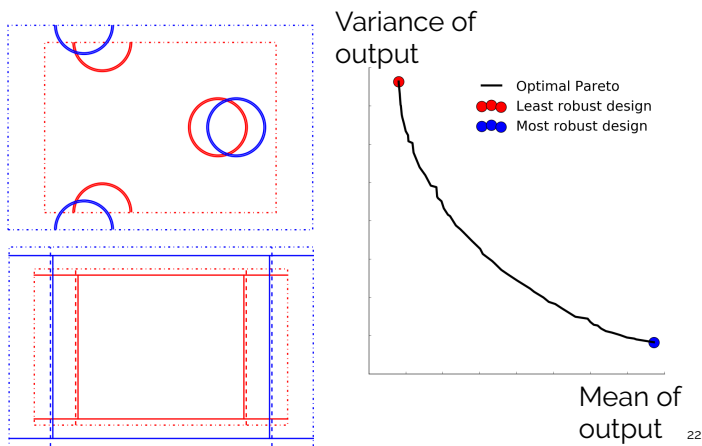 Variance of
output
Optimal Pareto
Least robust design
Most robust design
Mean of
output
22